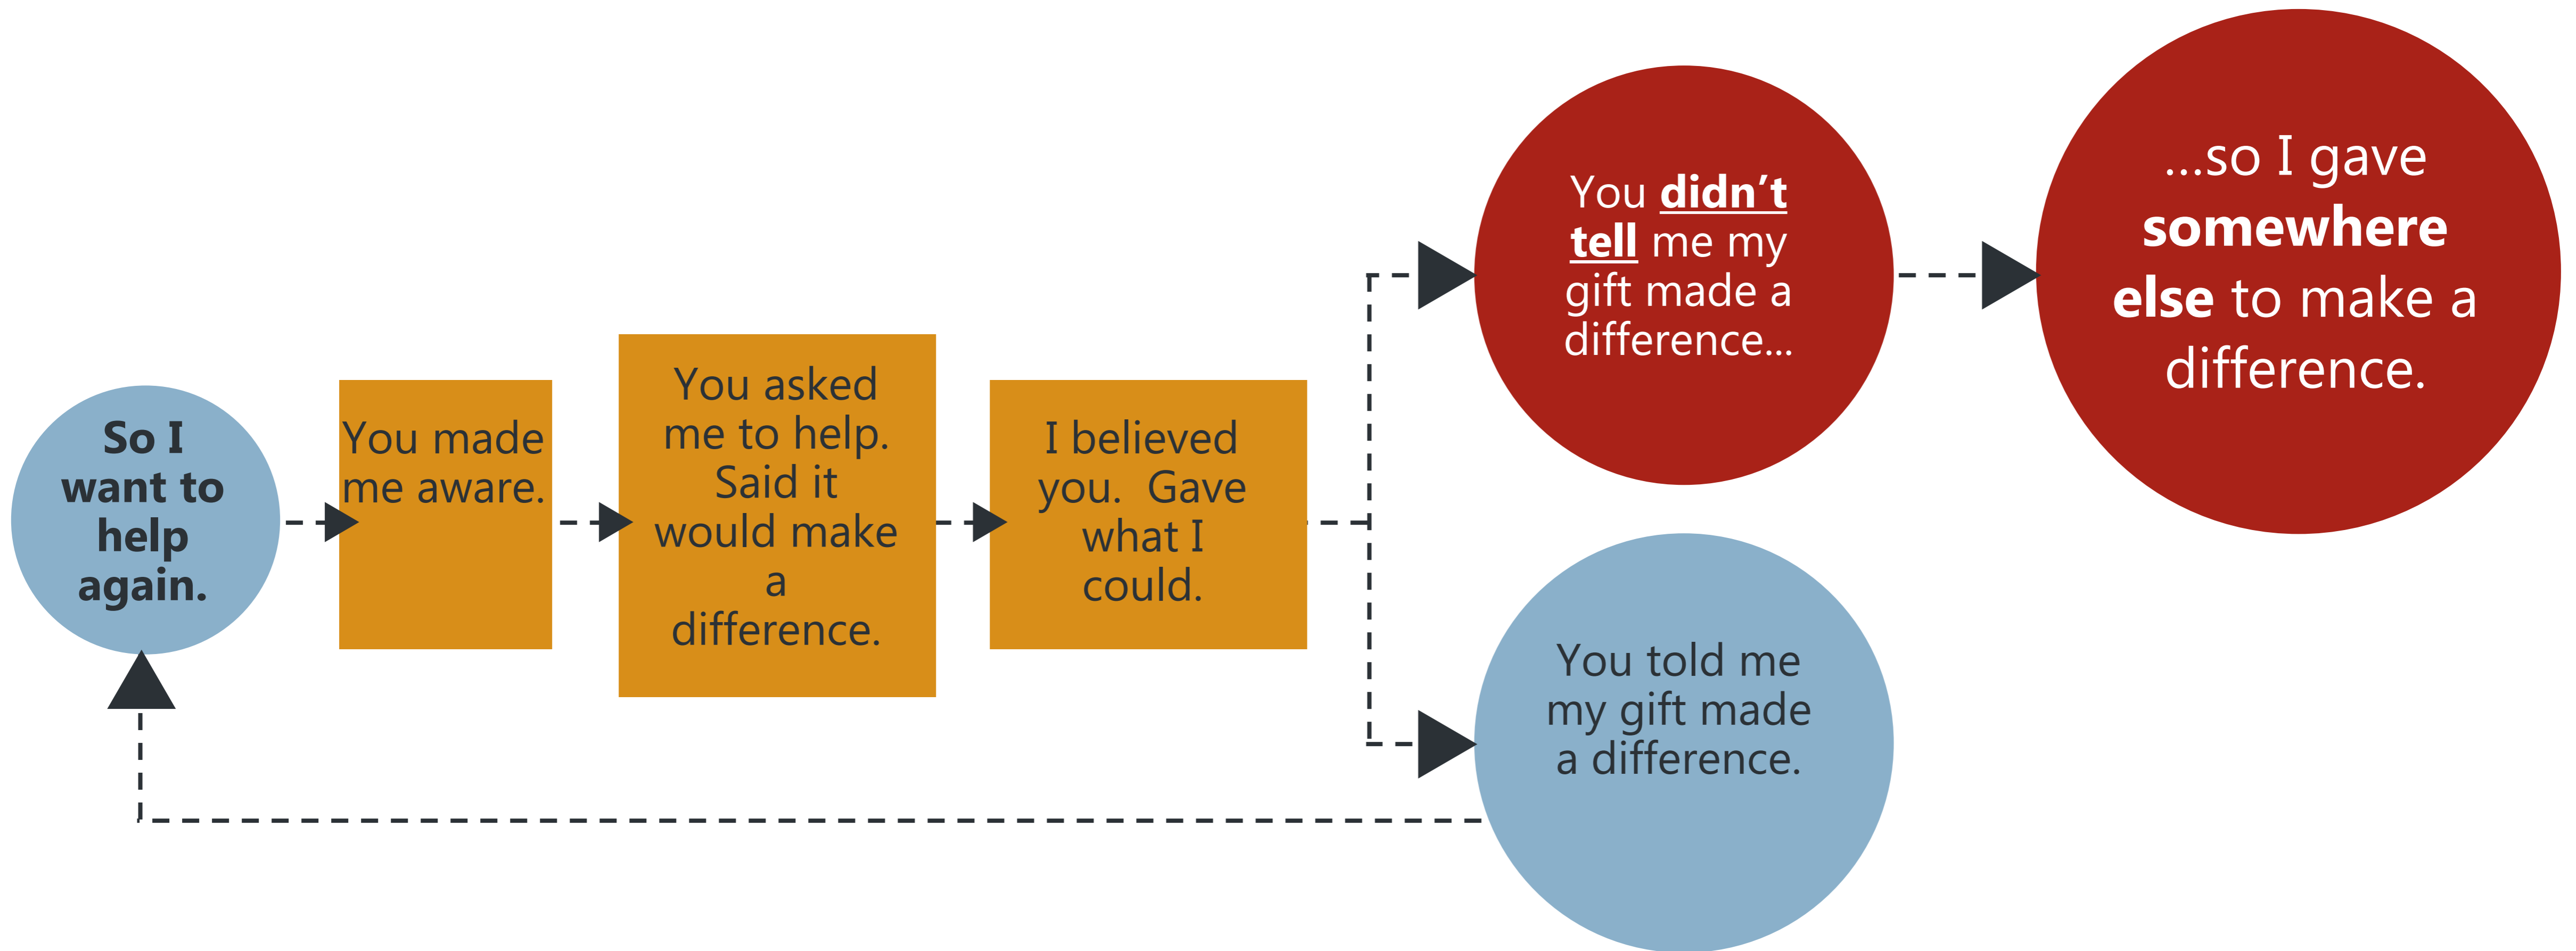 So I
want to
help
again.
You made
me aware.
You asked
me to help.
Said it
would make
a
difference.
I believed
you.  Gave
what I
could.
You didn’t
tell me my
gift made a
difference...
...so I gave
somewhere
else to make a
difference.
You told me
my gift made
a difference.